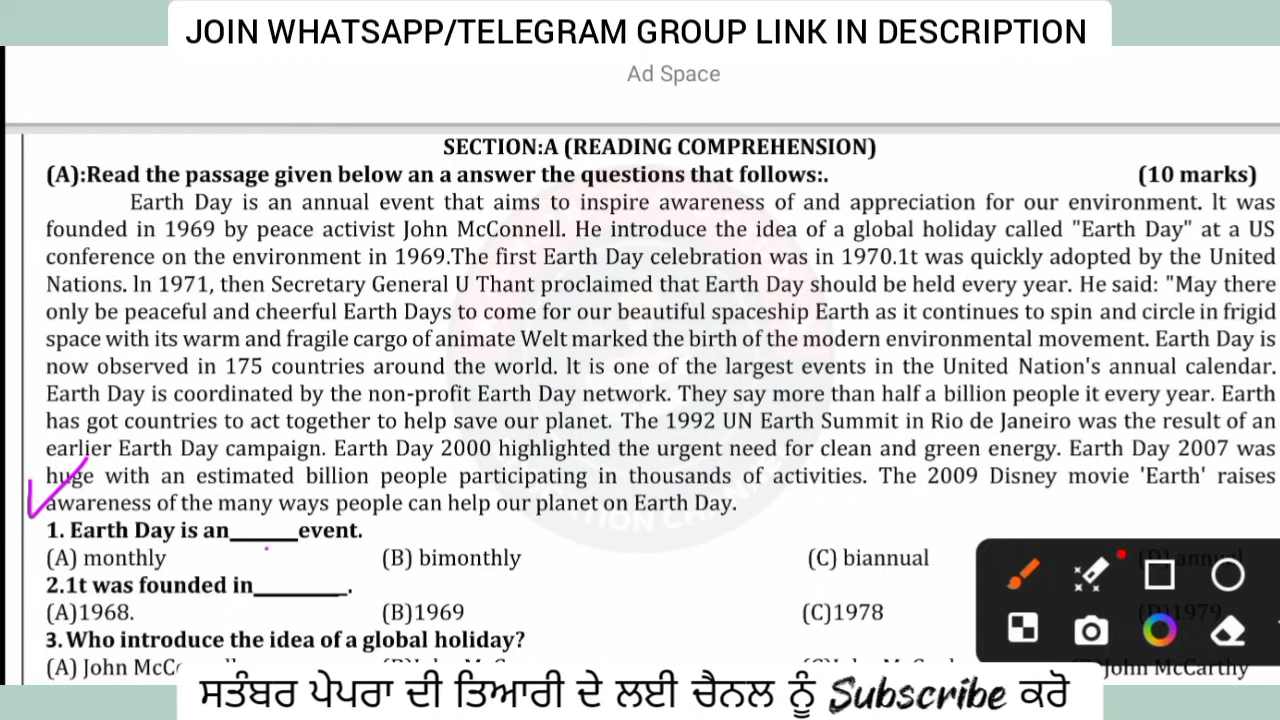 JOIN WHATSAPP/TELEGRAM GROUP LINK IN DESCRIPTION
Ad Space
SECTION:A (READING COMPREHENSION)
(A):Read the passage given below an a answer the questions that follows:. (10 marks)
Earth Day is an annual event that aims to inspire awareness of and appreciation for our environment. lt was
founded in 1969 by peace activist John McConnell. He introduce the idea of a global holiday called "Earth Day" at a US
conference on the environment in 1969.The first Earth Day celebration was in 1970.1t was quickly adopted by the United
Nations. In 1971, then Secretary General U Thant proclaimed that Earth Day should be held every year. He said: "May there
only be peaceful and cheerful Earth Days to come for our beautiful spaceship Earth as it continues to spin and circle in frigid
space with its warm and fragile cargo of animate Welt marked the birth of the modern environmental movement. Earth Day is
now observed in 175 countries around the world. It is one of the largest events in the United Nation's annual calendar.
Earth Day is coordinated by the non-profit Earth Day network. They say more than half a billion people it every year. Earth
has got countries to act together to help save our planet. The 1992 UN Earth Summit in Rio de Janeiro was the result of an
earlier Earth Day campaign. Earth Day 2000 highlighted the urgent need for clean and green energy. Earth Day 2007 was
huge with an estimated billion people participating in thousands of activities. The 2009 Disney movie 'Earth' raises
awareness of the many ways people can help our planet on Earth Day.
1. Earth Day is an______event.
(A) monthly (B) bimonthly (C) biannual (D) annual
2.1t was founded in________.
(A)1968. (B)1969 (C)1978 (D)1979
3.Who introduce the idea of a global holiday?
(A) John McC John McCarthy
ਸਤੰਬਰ ਪੇਪਰਾ ਦੀ ਤਿਆਰੀ ਦੇ ਲਈ ਚੈਨਲ ਨੂੰ Subscribe ਕਰੋ